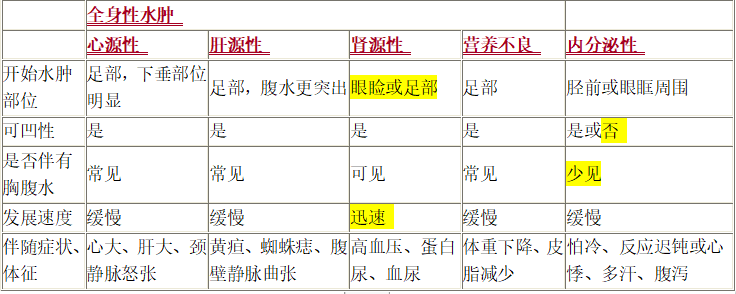 全身性水肿
心源性 肝源性 肾源性 营养不良 内分泌性
开始水肿部位 足部，下垂部位明显 足部，腹水更突出 眼睑或足部 足部 胫前或眼眶周围
可凹性 是 是 是 是 是或否
是否伴有胸腹水 常见 常见 可见 常见 少见
发展速度 缓慢 缓慢 迅速 缓慢 缓慢
伴随症状、体征 心大、肝大、颈静脉怒张 黄疸、蜘蛛痣、腹壁静脉曲张 高血压、蛋白尿、血尿 体重下降、皮脂减少 怕冷、反应迟钝或心悸、多汗、腹泻